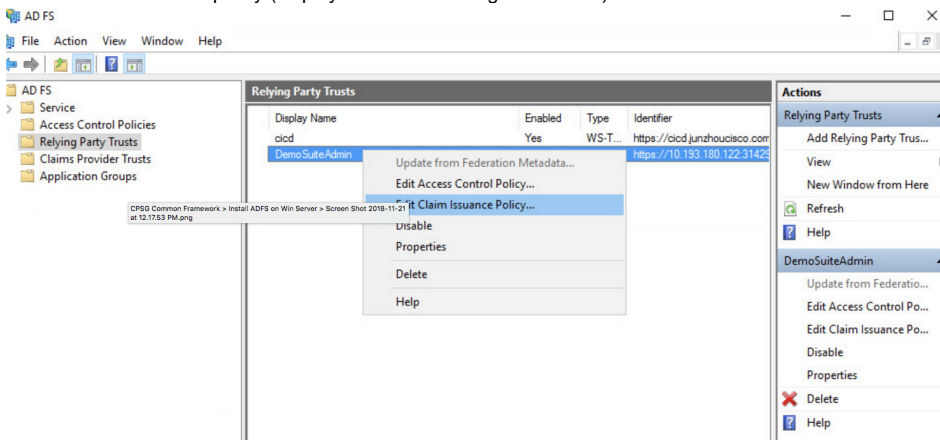 AD FS
File Action View Window Help
AD FS
Service
Access Control Policies
Relying Party Trusts
Claims Provider Trusts
Application Groups
Relying Party Trusts
Display Name Enabled Type Identifier
cicd Yes WS-T... https://cicd.junzhoucisco.com
DemoSuiteAdmin https://10.193.180.122:31429
Update from Federation Metadata...
Edit Access Control Policy...
Edit Claim Issuance Policy...
Disable
Properties
Delete
Help
CPSG Common Framework > Install ADFS on Win Server > Screen Shot 2018-11-21
at 12.17.53 PM.png
Actions
Relying Party Trusts
Add Relying Party Trus...
View
New Window from Here
Refresh
Help
DemoSuiteAdmin
Update from Federatio...
Edit Access Control Po...
Edit Claim Issuance Po...
Disable
Properties
Delete
Help